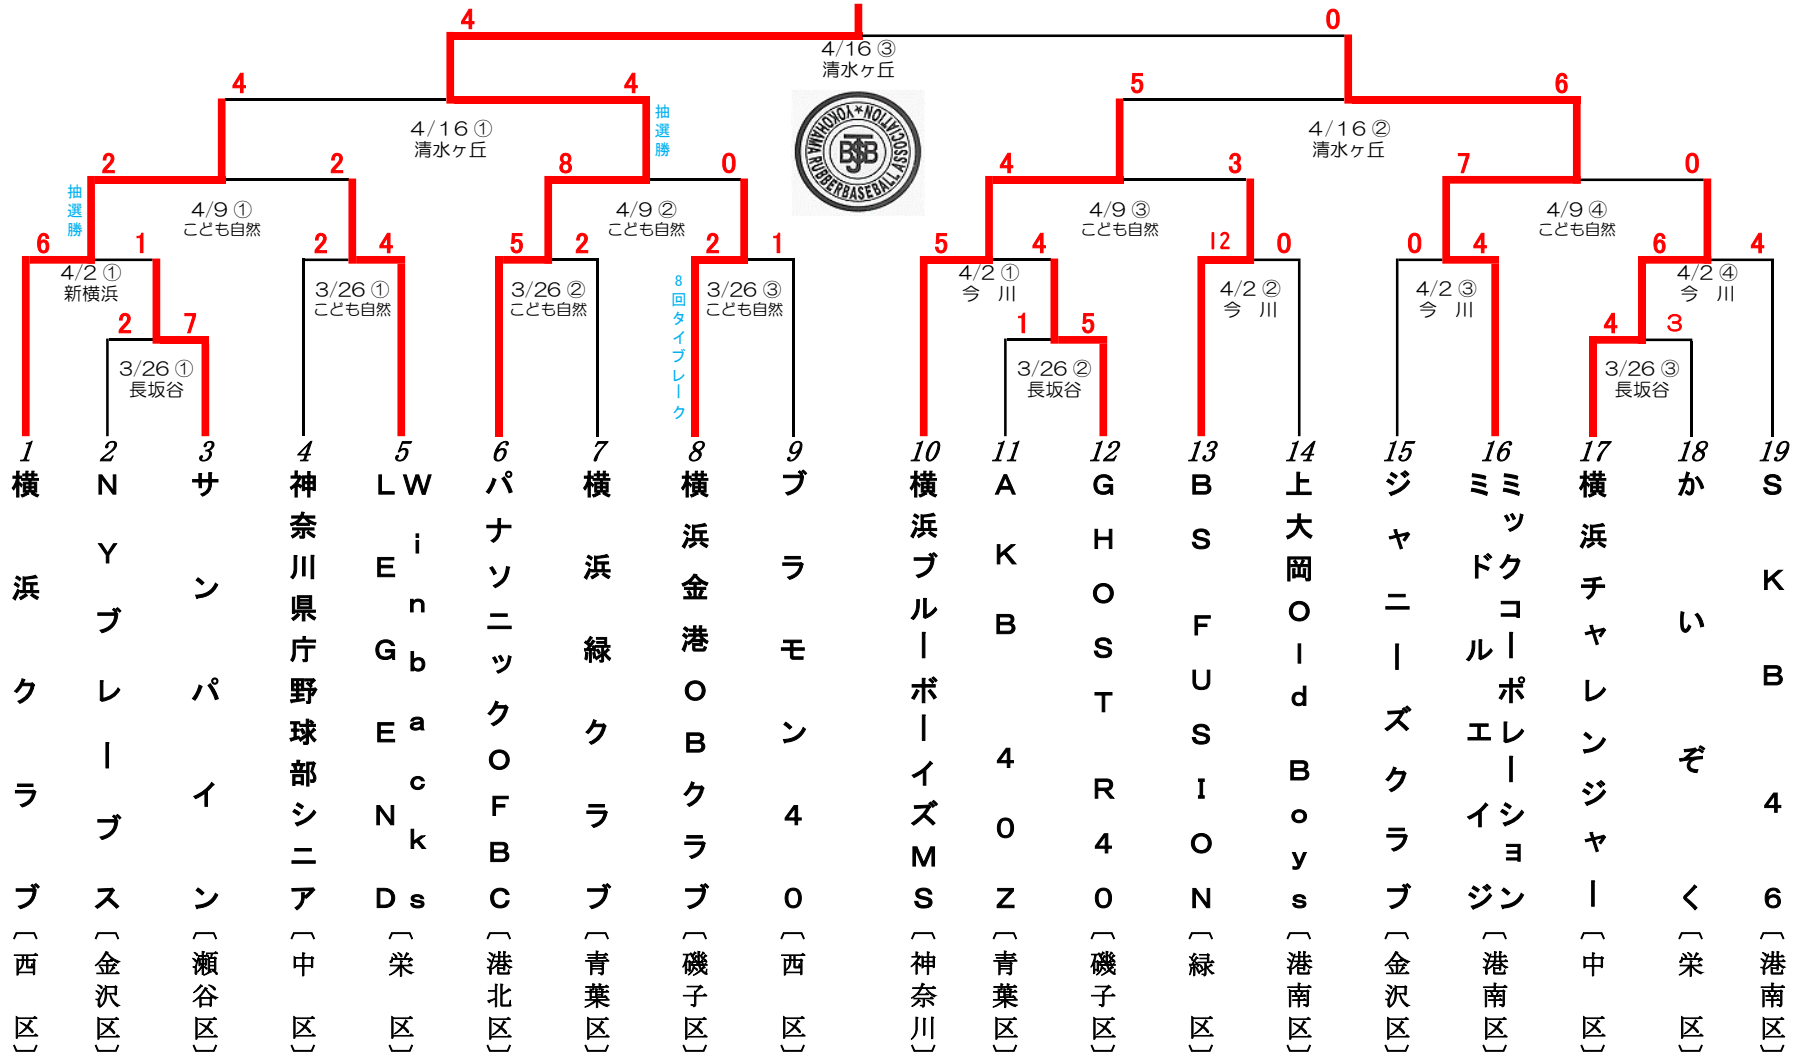 4 0
4/16 ③
清水ヶ丘
4 4 5 6
抽選勝
4/16 ①
清水ヶ丘
YOKOHAMA RUBBERBASEBALL ASSOCIATION
JSBB
4/16 ②
清水ヶ丘
2 2 8 0 4 3 7 0
抽選勝
4/9 ①
こども自然
4/9 ②
こども自然
4/9 ③
こども自然
4/9 ④
こども自然
6 1 2 4 5 2 2 1 5 4 12 0 0 4 6 4
4/2 ①
新横浜
3/26 ①
こども自然
3/26 ②
こども自然
8回タイブレーク
3/26 ③
こども自然
4/2 ①
今 川
4/2 ②
今 川
4/2 ③
今 川
4/2 ④
今 川
2 7 1 5 4 3
3/26 ①
長坂谷
3/26 ②
長坂谷
3/26 ③
長坂谷
1
横浜クラブ
〔西 区〕
2
NYブレーブス
〔金沢区〕
3
サンパイン
〔瀬谷区〕
4
神奈川県庁野球部シニア
〔中 区〕
5
Winbacks
LEGEND
〔栄 区〕
6
パナソニックOFBC
〔港北区〕
7
横浜緑クラブ
〔青葉区〕
8
横浜金港OBクラブ
〔磯子区〕
9
ブラモン40
〔西 区〕
10
横浜ブルーボーイズMS
〔神奈川〕
11
AKB40Z
〔青葉区〕
12
GHOST R40
〔磯子区〕
13
BS FUSION
〔緑 区〕
14
上大岡Old Boys
〔港南区〕
15
ジャニーズクラブ
〔金沢区〕
16
ミックコーポレーション
ミドルエイジ
〔港南区〕
17
横浜チャレンジャー
〔中 区〕
18
かいぞく
〔栄 区〕
19
SKB46
〔港南区〕